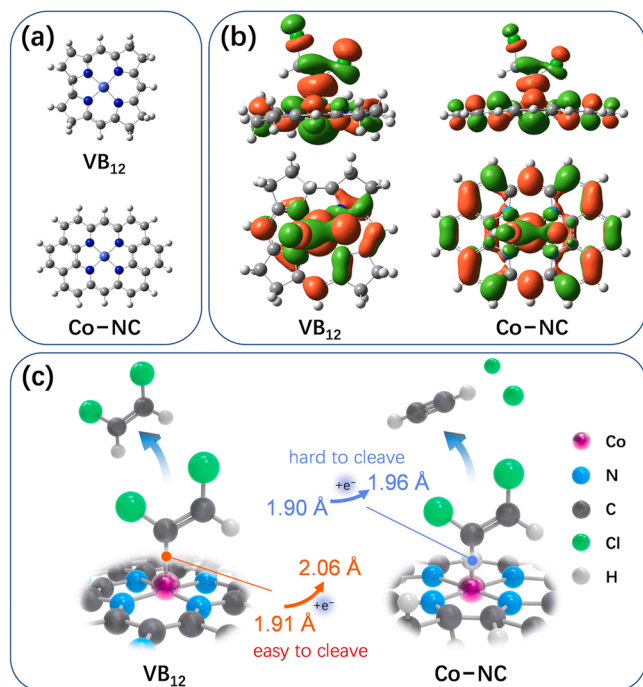 (a)
VB₁₂
Co–NC
(b)
VB₁₂
Co–NC
(c)
hard to cleave
+e⁻
1.90 Å
1.96 Å
2.06 Å
+e⁻
1.91 Å
easy to cleave
VB₁₂
Co–NC
Co
N
C
Cl
H